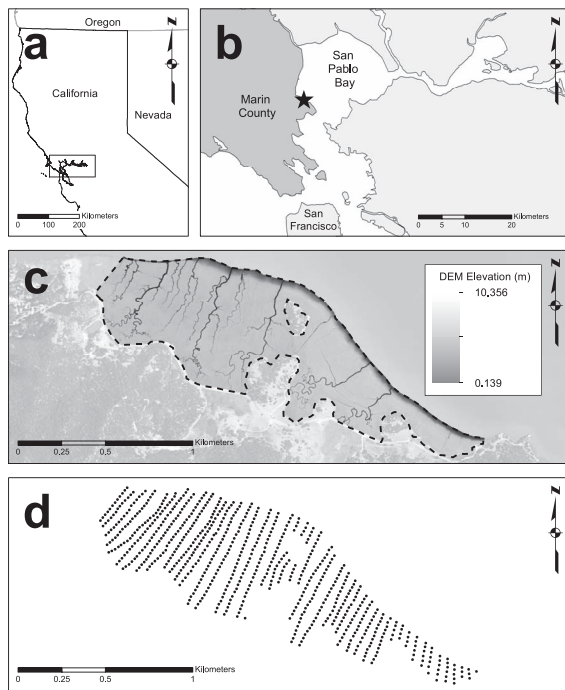 a
Oregon
N
California
Nevada
Kilometers
0 100 200
b
San
Pablo
Bay
N
Marin
County
San
Francisco
Kilometers
0 5 10 20
c
N
DEM Elevation (m)
10.356
0.139
Kilometers
0 0.25 0.5 1
d
N
Kilometers
0 0.25 0.5 1